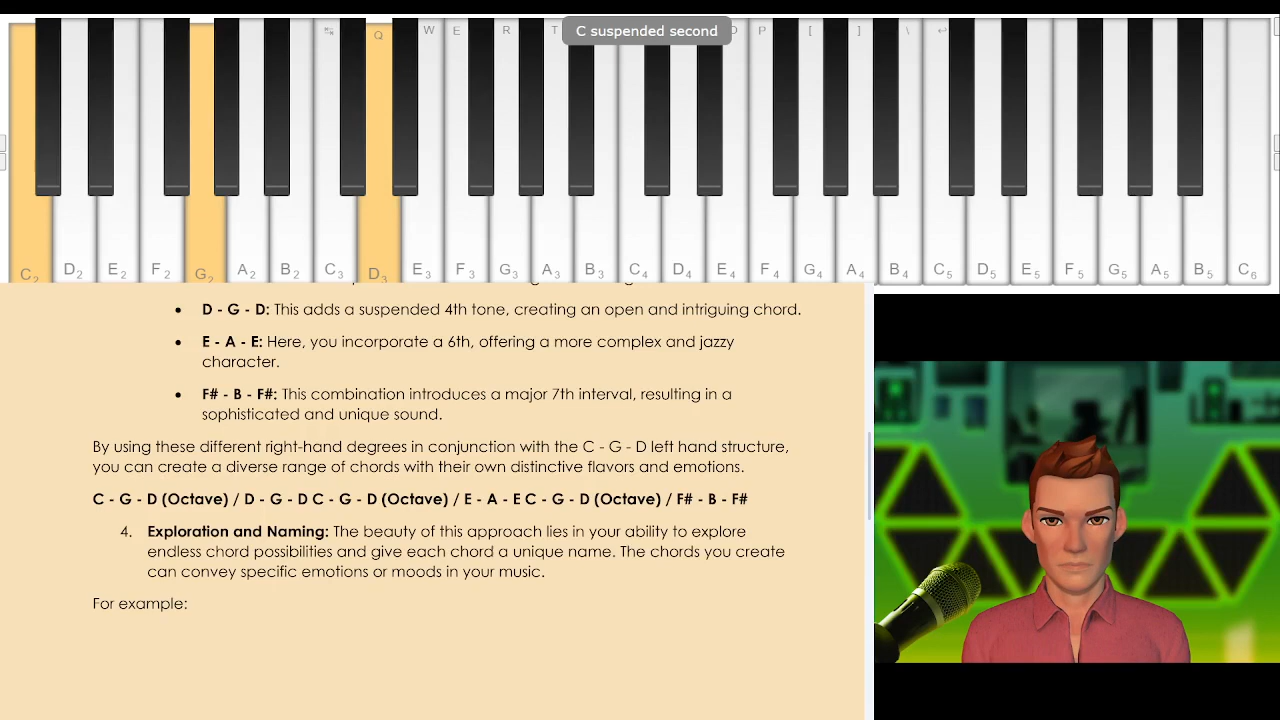 C suspended second
Q W E R T P [ ] \ ↩
C2 D2 E2 F2 G2 A2 B2 C3 D3 E3 F3 G3 A3 B3 C4 D4 E4 F4 G4 A4 B4 C5 D5 E5 F5 G5 A5 B5 C6
• D - G - D: This adds a suspended 4th tone, creating an open and intriguing chord.
• E - A - E: Here, you incorporate a 6th, offering a more complex and jazzy
character.
• F# - B - F#: This combination introduces a major 7th interval, resulting in a
sophisticated and unique sound.
By using these different right-hand degrees in conjunction with the C - G - D left hand structure,
you can create a diverse range of chords with their own distinctive flavors and emotions.
C - G - D (Octave) / D - G - D C - G - D (Octave) / E - A - E C - G - D (Octave) / F# - B - F#
4. Exploration and Naming: The beauty of this approach lies in your ability to explore
endless chord possibilities and give each chord a unique name. The chords you create
can convey specific emotions or moods in your music.
For example: